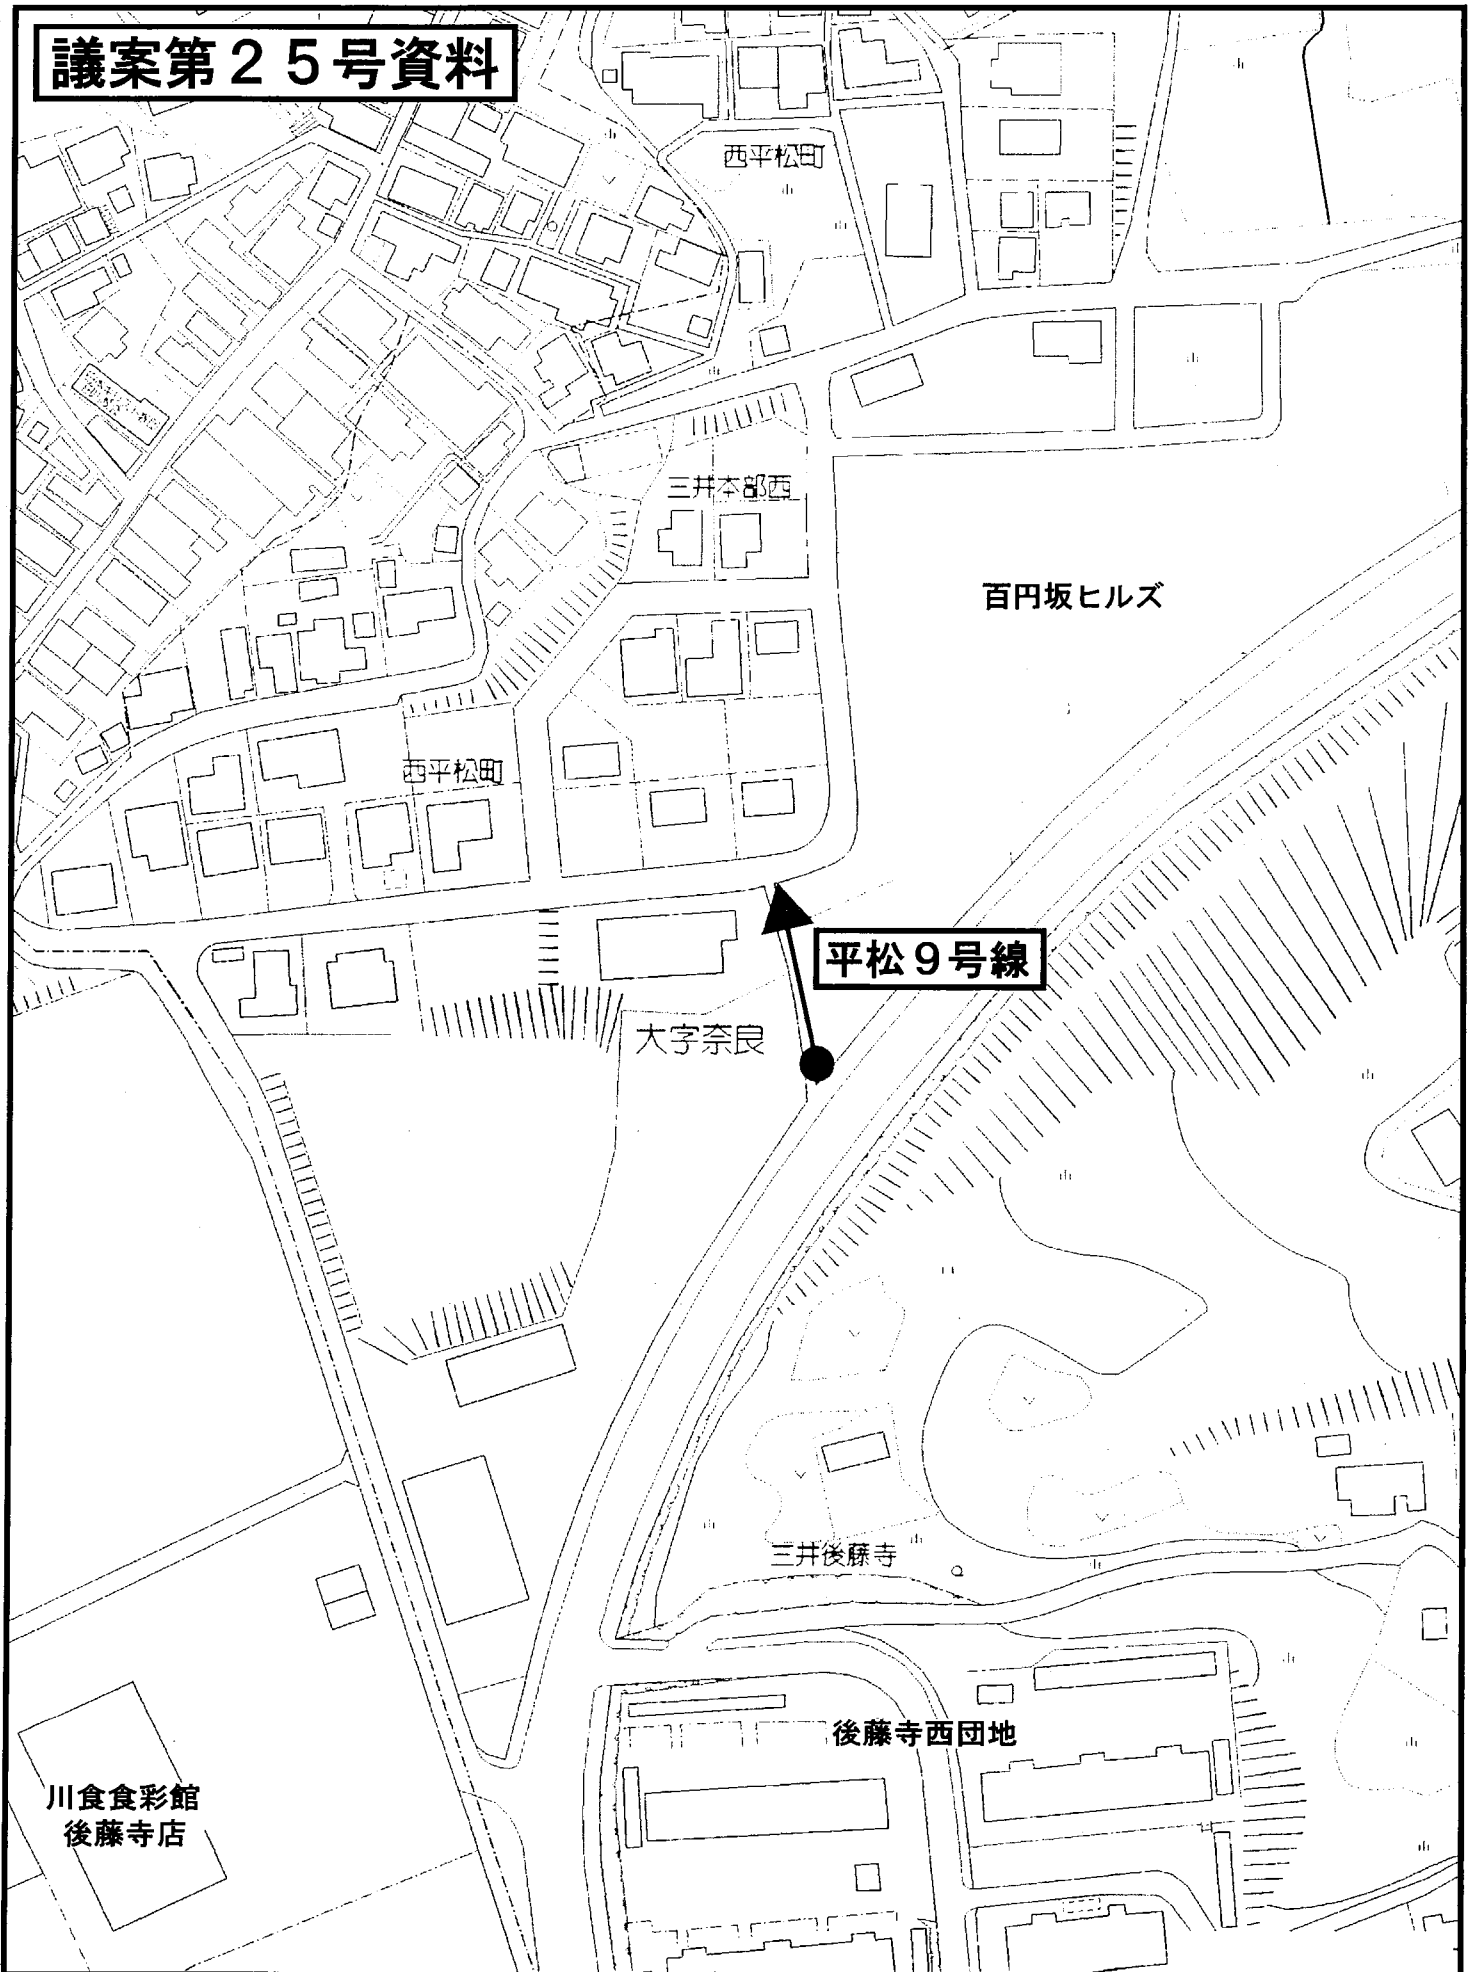 議案第２５号資料
西平松町
三井本部西
百円坂ヒルズ
西平松町
平松９号線
大字奈良
三井後藤寺
後藤寺西団地
川食食彩館
後藤寺店